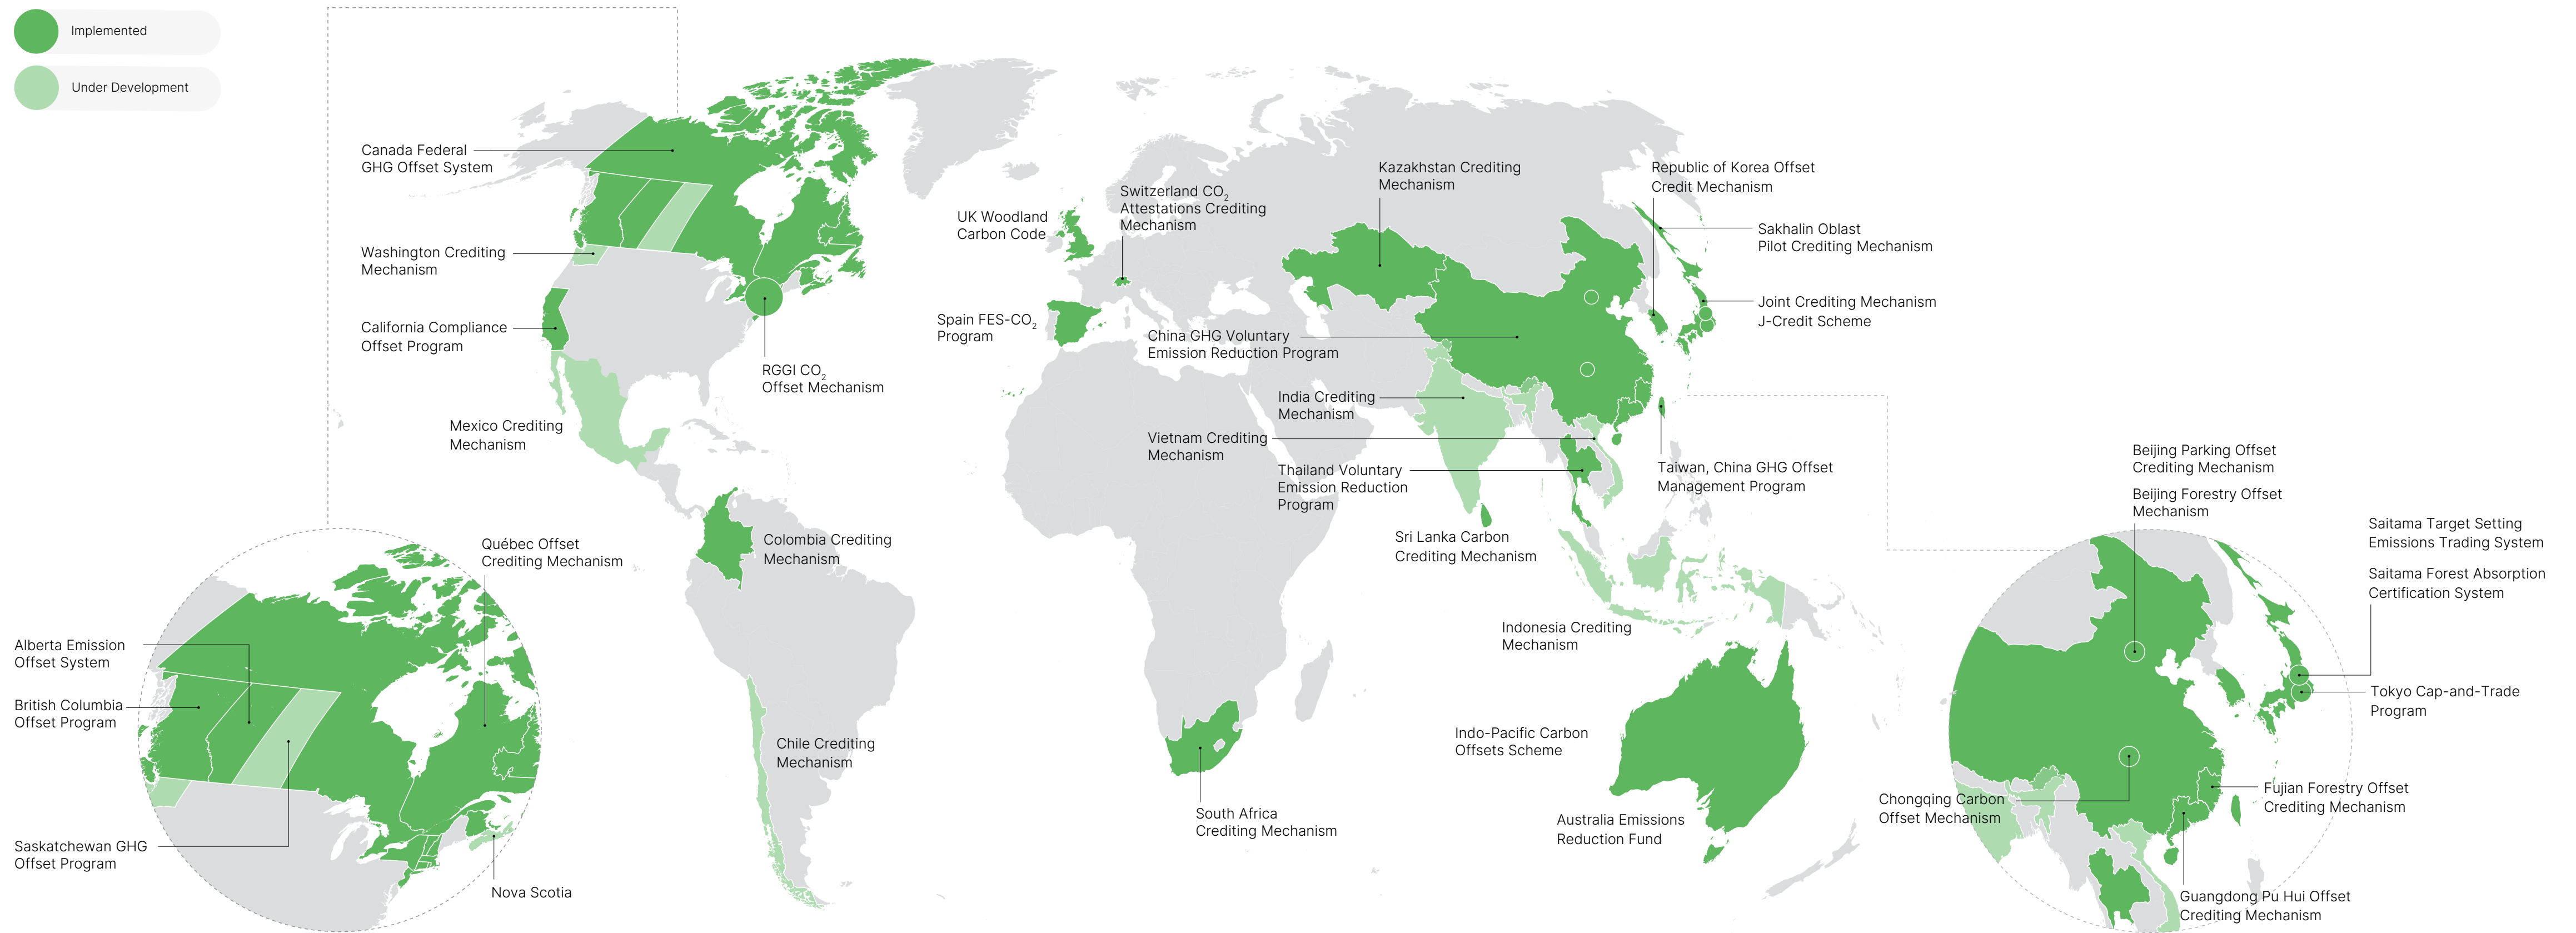 Implemented
Under Development
Canada Federal
GHG Offset System
Washington Crediting
Mechanism
California Compliance
Offset Program
Mexico Crediting
Mechanism
RGGI CO2
Offset Mechanism
Colombia Crediting
Mechanism
Chile Crediting
Mechanism
Québec Offset
Crediting Mechanism
Alberta Emission
Offset System
British Columbia
Offset Program
Saskatchewan GHG
Offset Program
Nova Scotia
UK Woodland
Carbon Code
Switzerland CO2
Attestations Crediting
Mechanism
Spain FES-CO2
Program
Kazakhstan Crediting
Mechanism
China GHG Voluntary
Emission Reduction Program
India Crediting
Mechanism
Vietnam Crediting
Mechanism
Thailand Voluntary
Emission Reduction
Program
Sri Lanka Carbon
Crediting Mechanism
Indonesia Crediting
Mechanism
Indo-Pacific Carbon
Offsets Scheme
Australia Emissions
Reduction Fund
South Africa
Crediting Mechanism
Republic of Korea Offset
Credit Mechanism
Sakhalin Oblast
Pilot Crediting Mechanism
Joint Crediting Mechanism
J-Credit Scheme
Taiwan, China GHG Offset
Management Program
Beijing Parking Offset
Crediting Mechanism
Beijing Forestry Offset
Mechanism
Saitama Target Setting
Emissions Trading System
Saitama Forest Absorption
Certification System
Tokyo Cap-and-Trade
Program
Chongqing Carbon
Offset Mechanism
Fujian Forestry Offset
Crediting Mechanism
Guangdong Pu Hui Offset
Crediting Mechanism